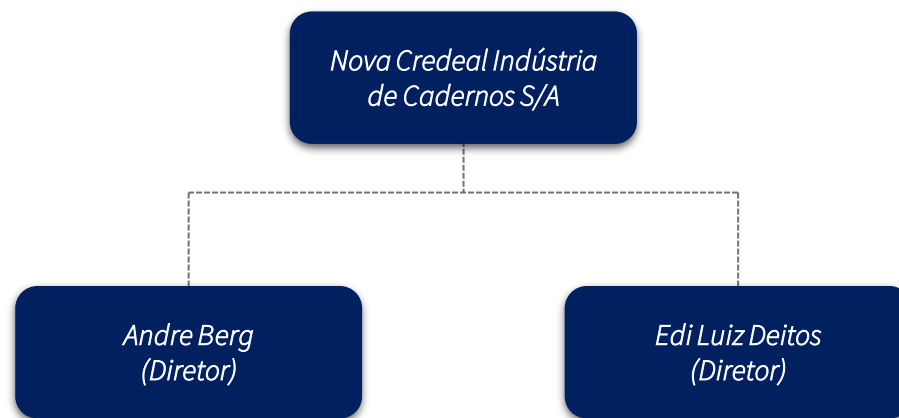 Nova Credeal Indústria
de Cadernos S/A
Andre Berg
(Diretor)
Edi Luiz Deitos
(Diretor)